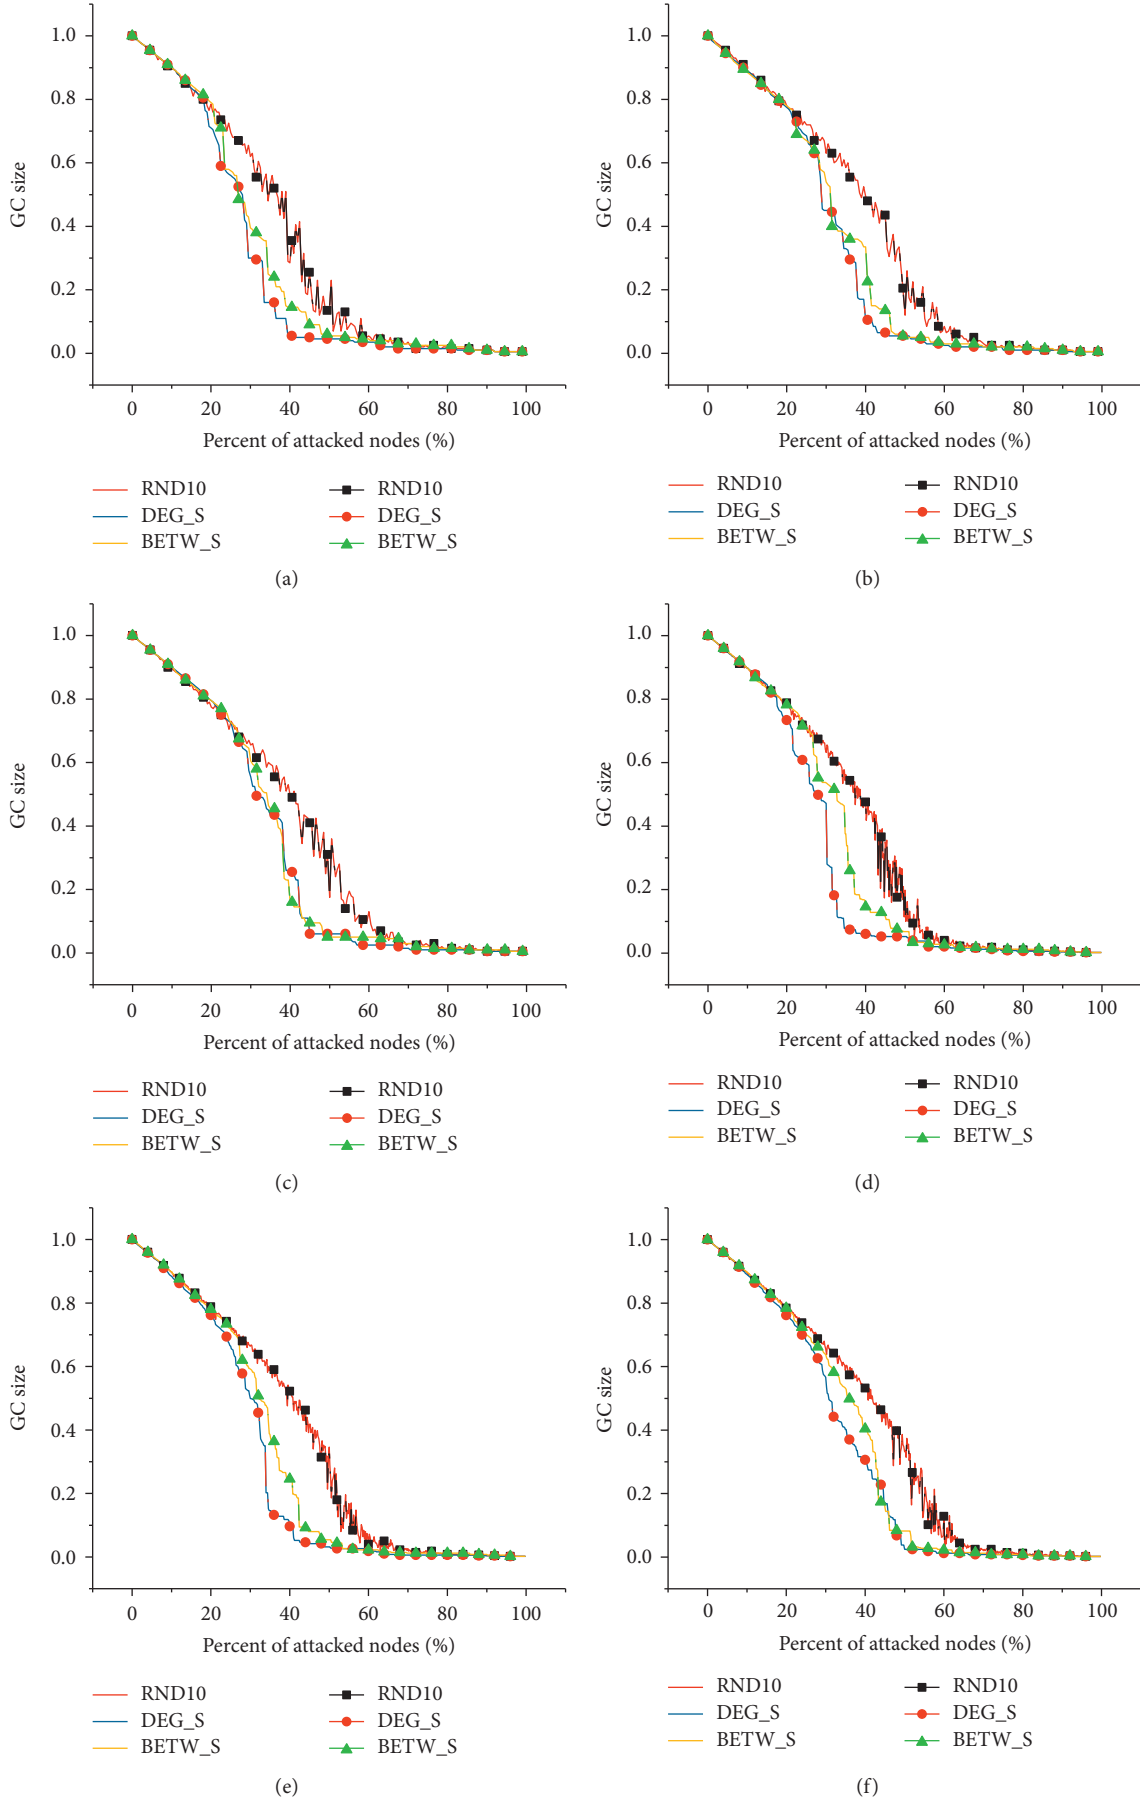 1.0
0.8
0.6
0.4
0.2
0.0
GC size
0 20 40 60 80 100
Percent of attacked nodes (%)
RND10 RND10
DEG_S DEG_S
BETW_S BETW_S
(a)
1.0
0.8
0.6
0.4
0.2
0.0
GC size
0 20 40 60 80 100
Percent of attacked nodes (%)
RND10 RND10
DEG_S DEG_S
BETW_S BETW_S
(b)
1.0
0.8
0.6
0.4
0.2
0.0
GC size
0 20 40 60 80 100
Percent of attacked nodes (%)
RND10 RND10
DEG_S DEG_S
BETW_S BETW_S
(c)
1.0
0.8
0.6
0.4
0.2
0.0
GC size
0 20 40 60 80 100
Percent of attacked nodes (%)
RND10 RND10
DEG_S DEG_S
BETW_S BETW_S
(d)
1.0
0.8
0.6
0.4
0.2
0.0
GC size
0 20 40 60 80 100
Percent of attacked nodes (%)
RND10 RND10
DEG_S DEG_S
BETW_S BETW_S
(e)
1.0
0.8
0.6
0.4
0.2
0.0
GC size
0 20 40 60 80 100
Percent of attacked nodes (%)
RND10 RND10
DEG_S DEG_S
BETW_S BETW_S
(f)